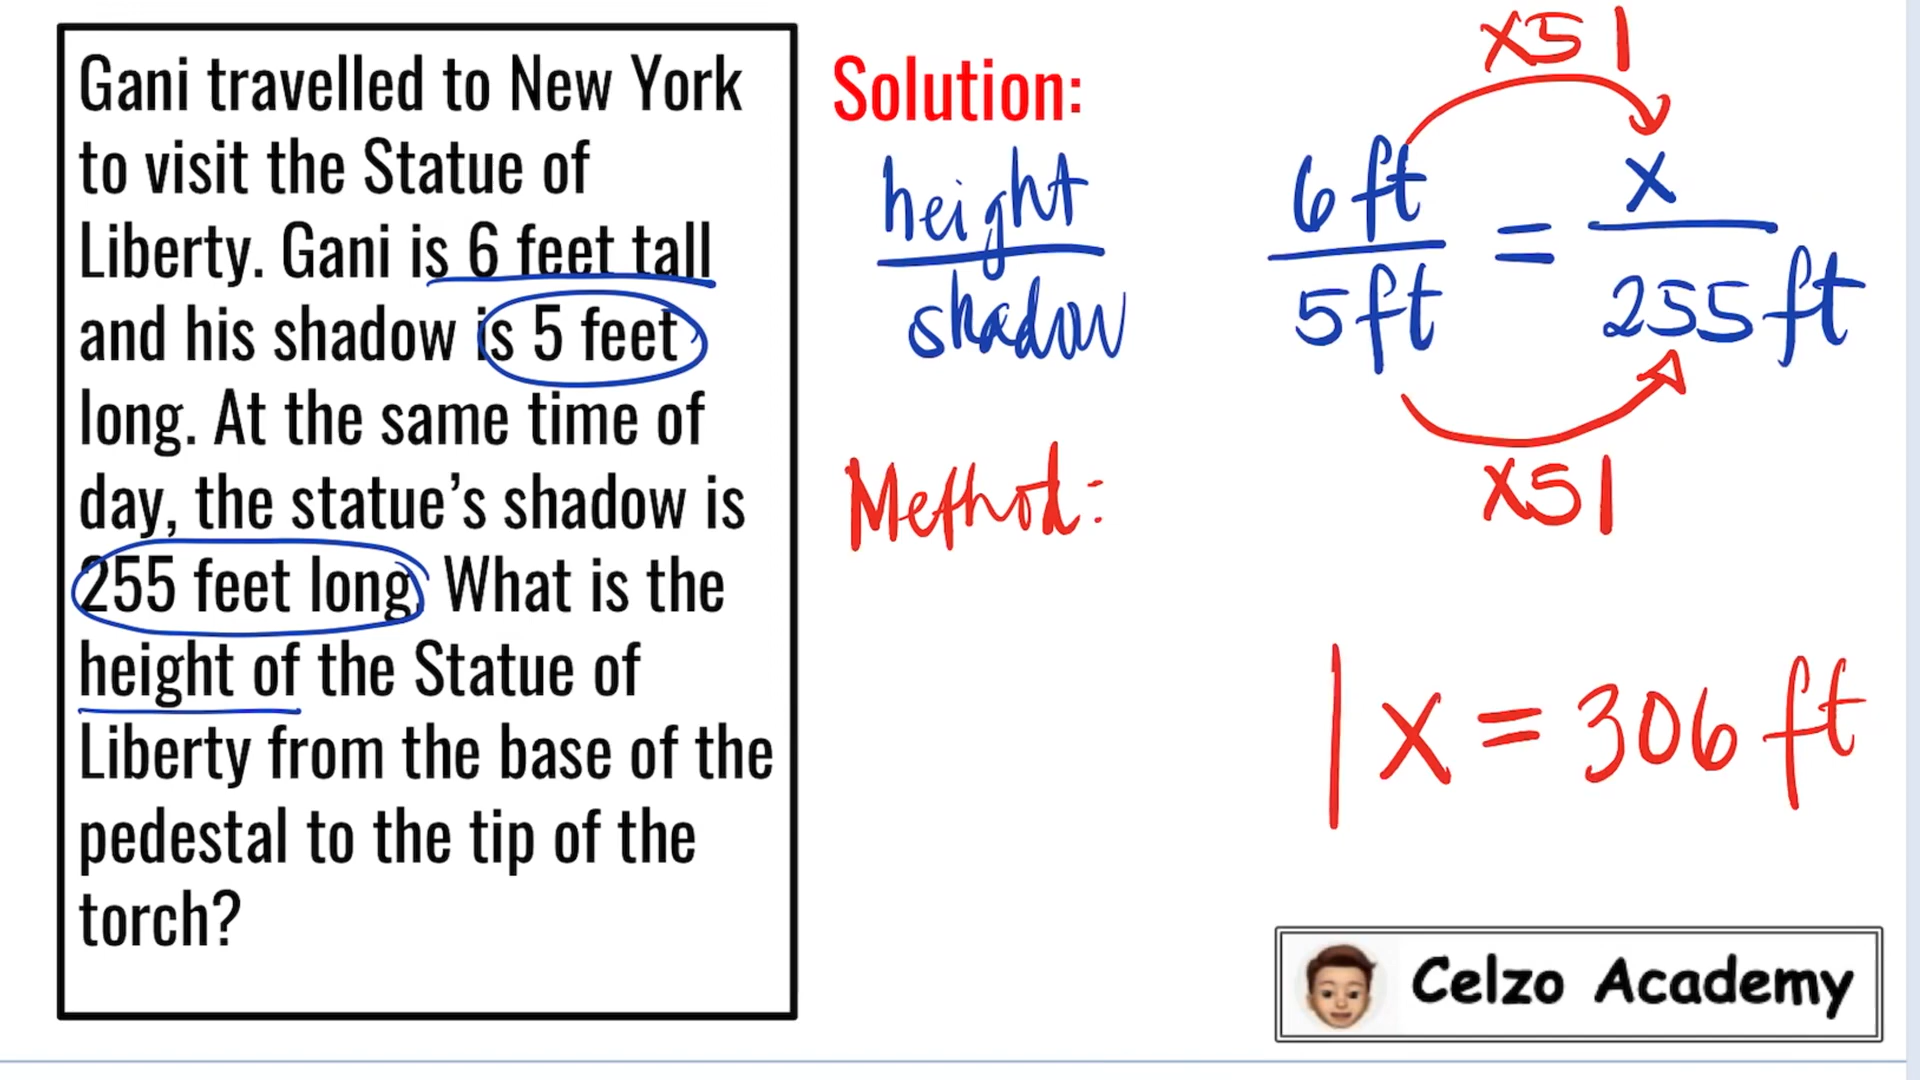 Gani travelled to New York
to visit the Statue of
Liberty. Gani is 6 feet tall
and his shadow is 5 feet
long. At the same time of
day, the statue’s shadow is
255 feet long. What is the
height of the Statue of
Liberty from the base of the
pedestal to the tip of the
torch?
Solution:
height
shadow
x51
6 ft
5 ft
=
x
255 ft
x51
Method:
x = 306 ft
Celzo Academy